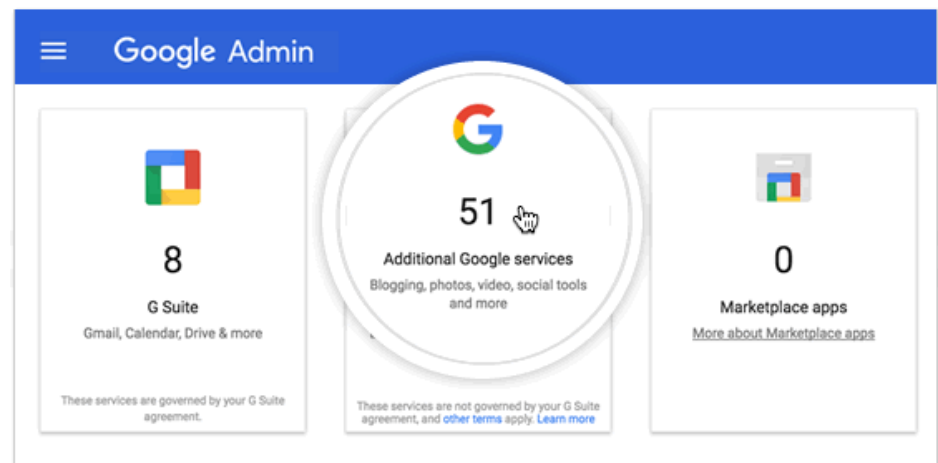 Google Admin
8
G Suite
Gmail, Calendar, Drive & more
These services are governed by your G Suite
agreement.
51
Additional Google services
Blogging, photos, video, social tools
and more
These services are not governed by your G Suite
agreement, and other terms apply. Learn more
0
Marketplace apps
More about Marketplace apps